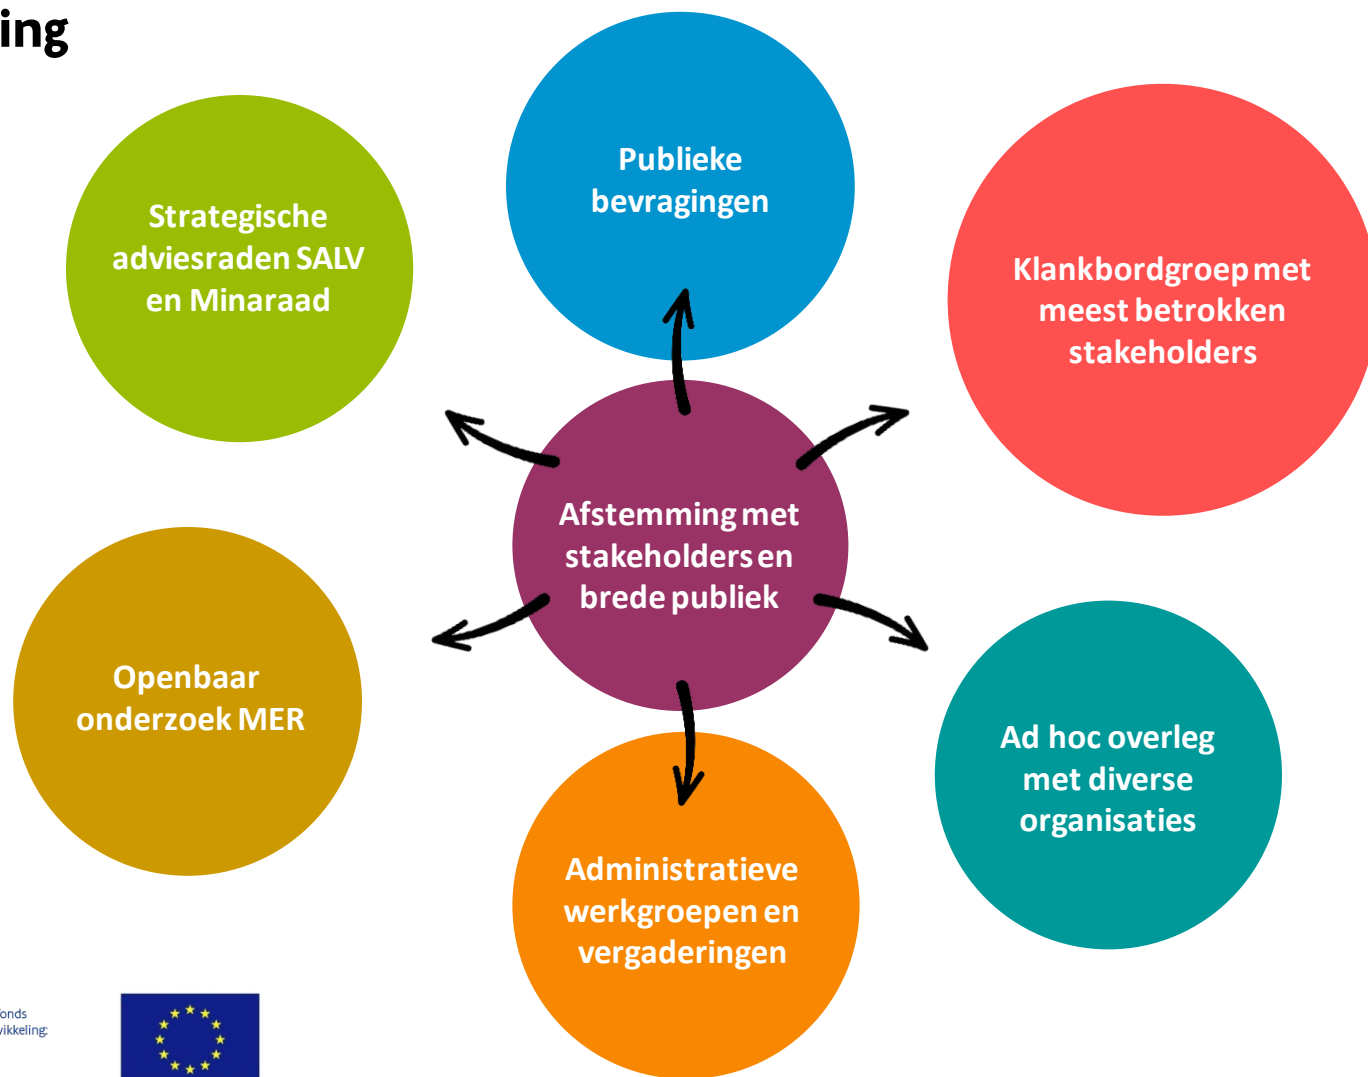 ing
Publieke
bevragingen
Strategische
adviesraden SALV
en Minaraad
Klankbordgroep met
meest betrokken
stakeholders
Afstemming met
stakeholders en
brede publiek
Openbaar
onderzoek MER
Ad hoc overleg
met diverse
organisaties
Administratieve
werkgroepen en
vergaderingen
onds
ikkeling: